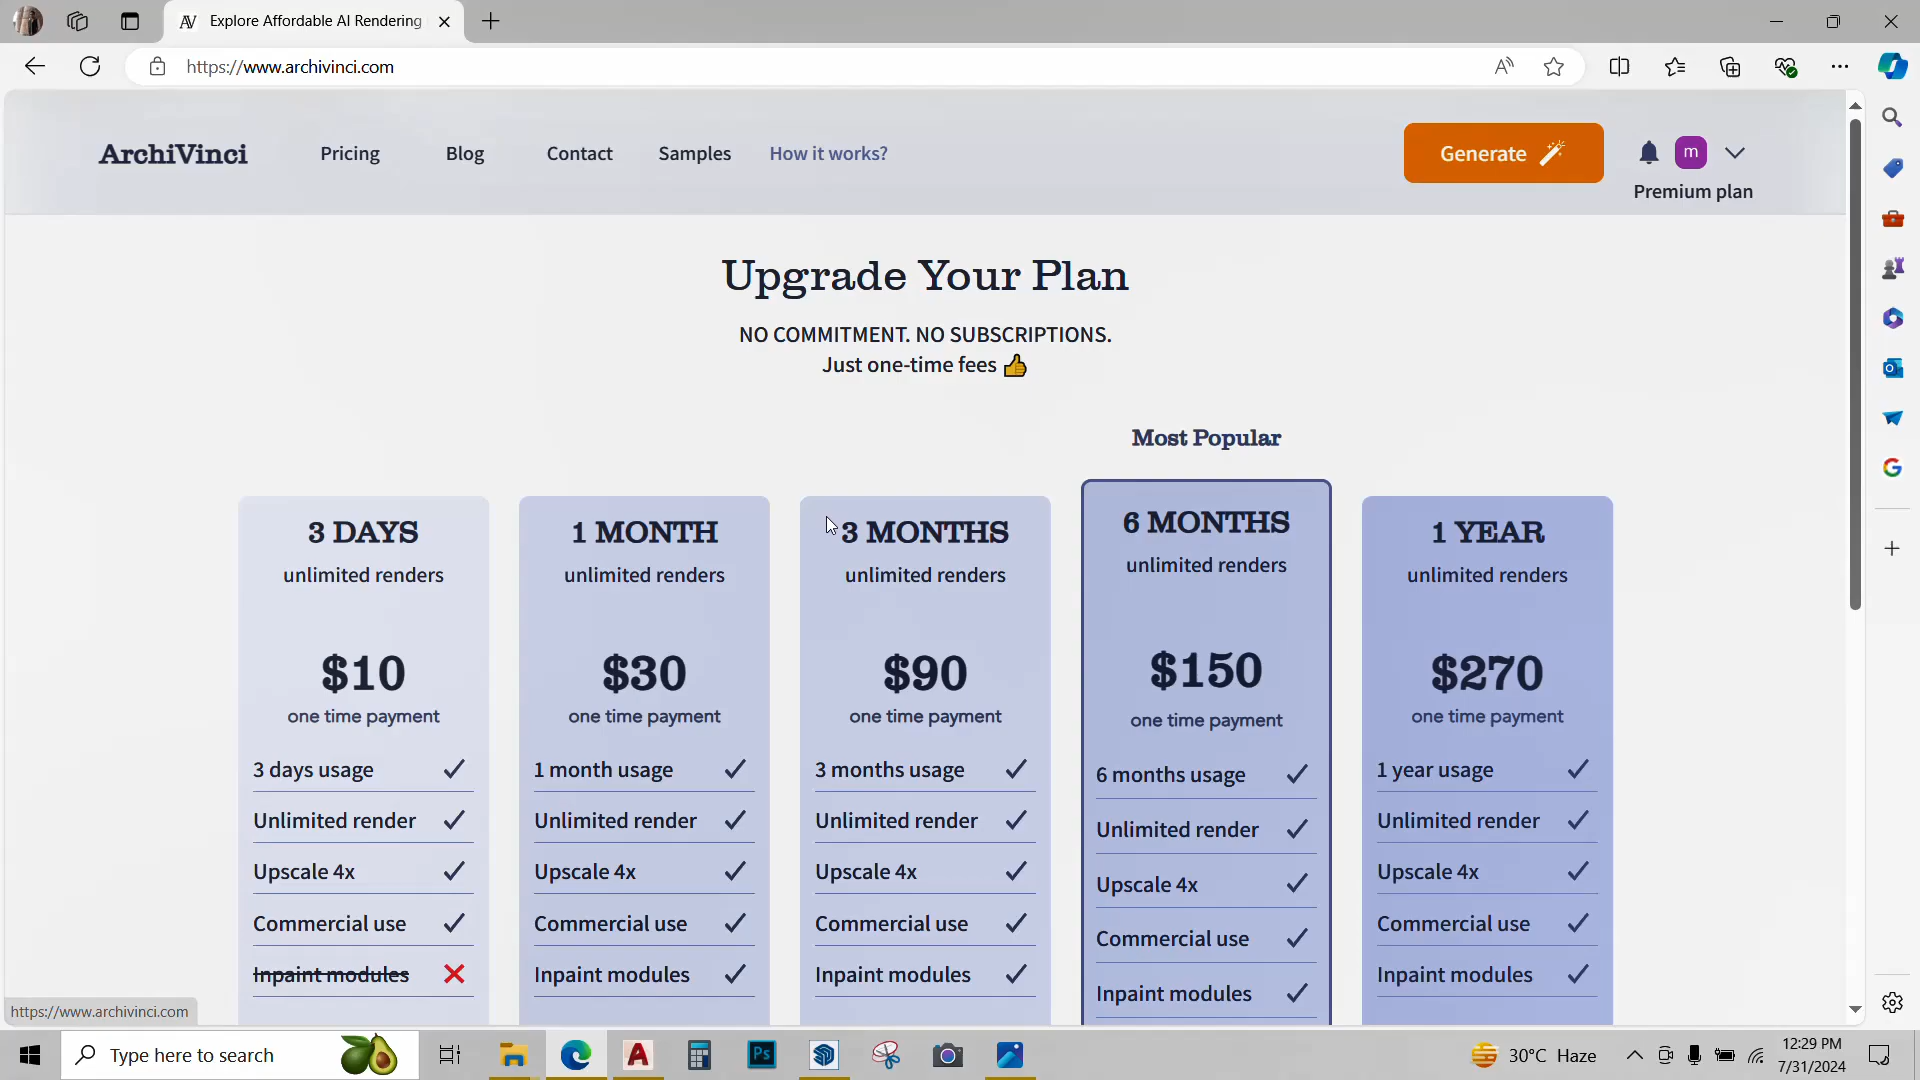 Explore Affordable AI Rendering
https://www.archivinci.com
ArchiVinci
Pricing
Blog
Contact
Samples
How it works?
Generate
m
Premium plan
Upgrade Your Plan
NO COMMITMENT. NO SUBSCRIPTIONS.
Just one-time fees 👍
Most Popular
3 DAYS
unlimited renders
$10
one time payment
3 days usage
Unlimited render
Upscale 4x
Commercial use
Inpaint modules
1 MONTH
unlimited renders
$30
one time payment
1 month usage
Unlimited render
Upscale 4x
Commercial use
Inpaint modules
3 MONTHS
unlimited renders
$90
one time payment
3 months usage
Unlimited render
Upscale 4x
Commercial use
Inpaint modules
6 MONTHS
unlimited renders
$150
one time payment
6 months usage
Unlimited render
Upscale 4x
Commercial use
Inpaint modules
1 YEAR
unlimited renders
$270
one time payment
1 year usage
Unlimited render
Upscale 4x
Commercial use
Inpaint modules
https://www.archivinci.com
Type here to search
Ps
30°C Haze
12:29 PM
7/31/2024